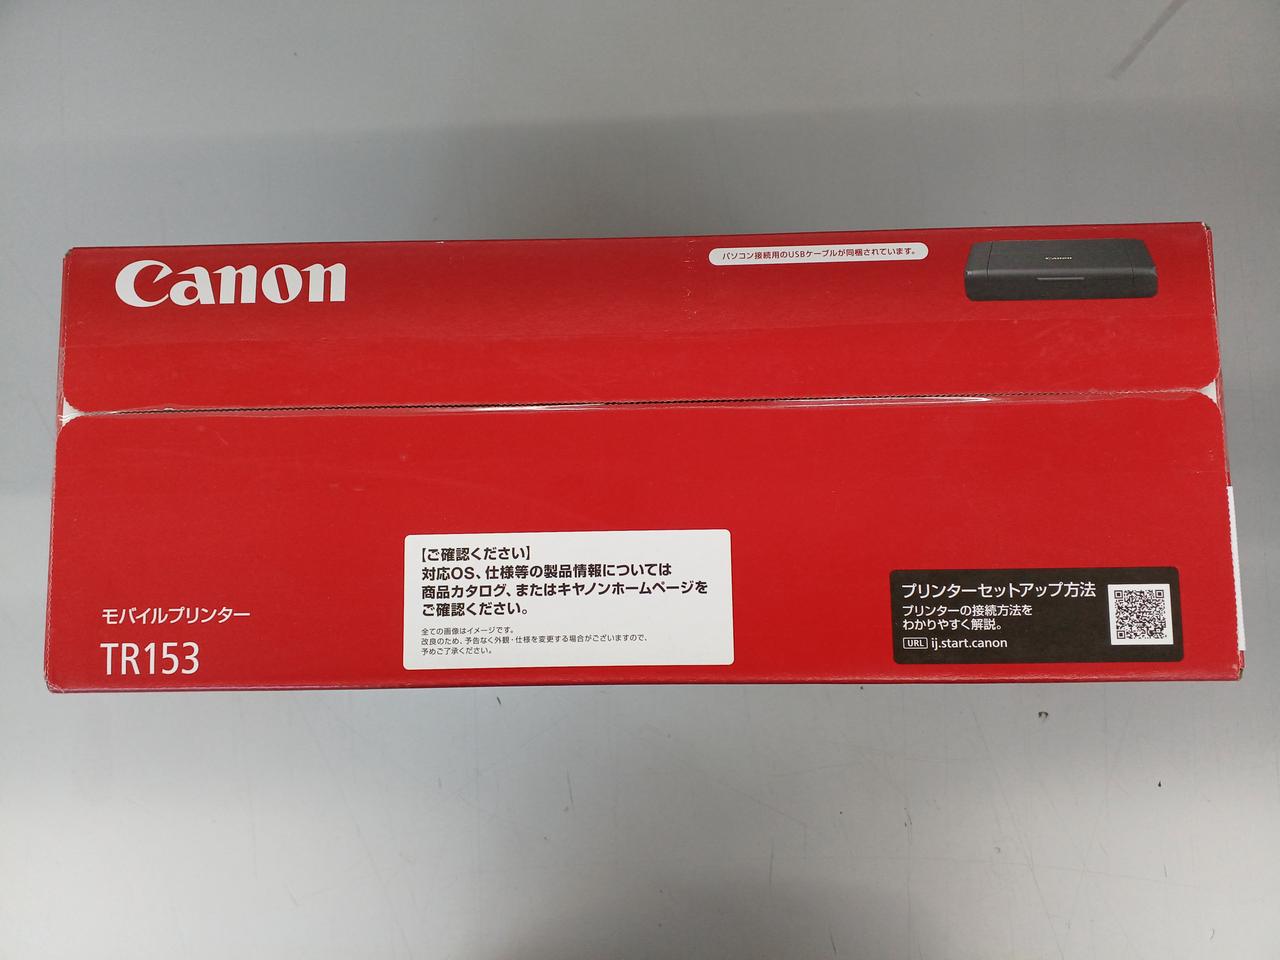 Canon
パソコン接続用のUSBケーブルが同梱されています。
Canon
モバイルプリンター
TR153
【ご確認ください】
対応OS、仕様等の製品情報については
商品カタログ、またはキヤノンホームページを
ご確認ください。
全ての画像はイメージです。
改良のため、予告なく外観・仕様を変更する場合がございますので、
予めご了承ください。
プリンターセットアップ方法
プリンターの接続方法を
わかりやすく解説。
URL ij.start.canon